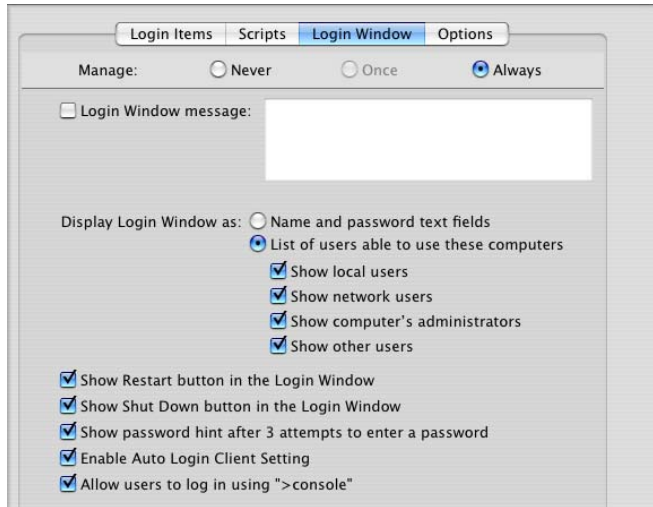 Login Items Scripts Login Window Options
Manage: Never Once Always
Login Window message:
Display Login Window as: Name and password text fields
List of users able to use these computers
Show local users
Show network users
Show computer's administrators
Show other users
Show Restart button in the Login Window
Show Shut Down button in the Login Window
Show password hint after 3 attempts to enter a password
Enable Auto Login Client Setting
Allow users to log in using ">console"